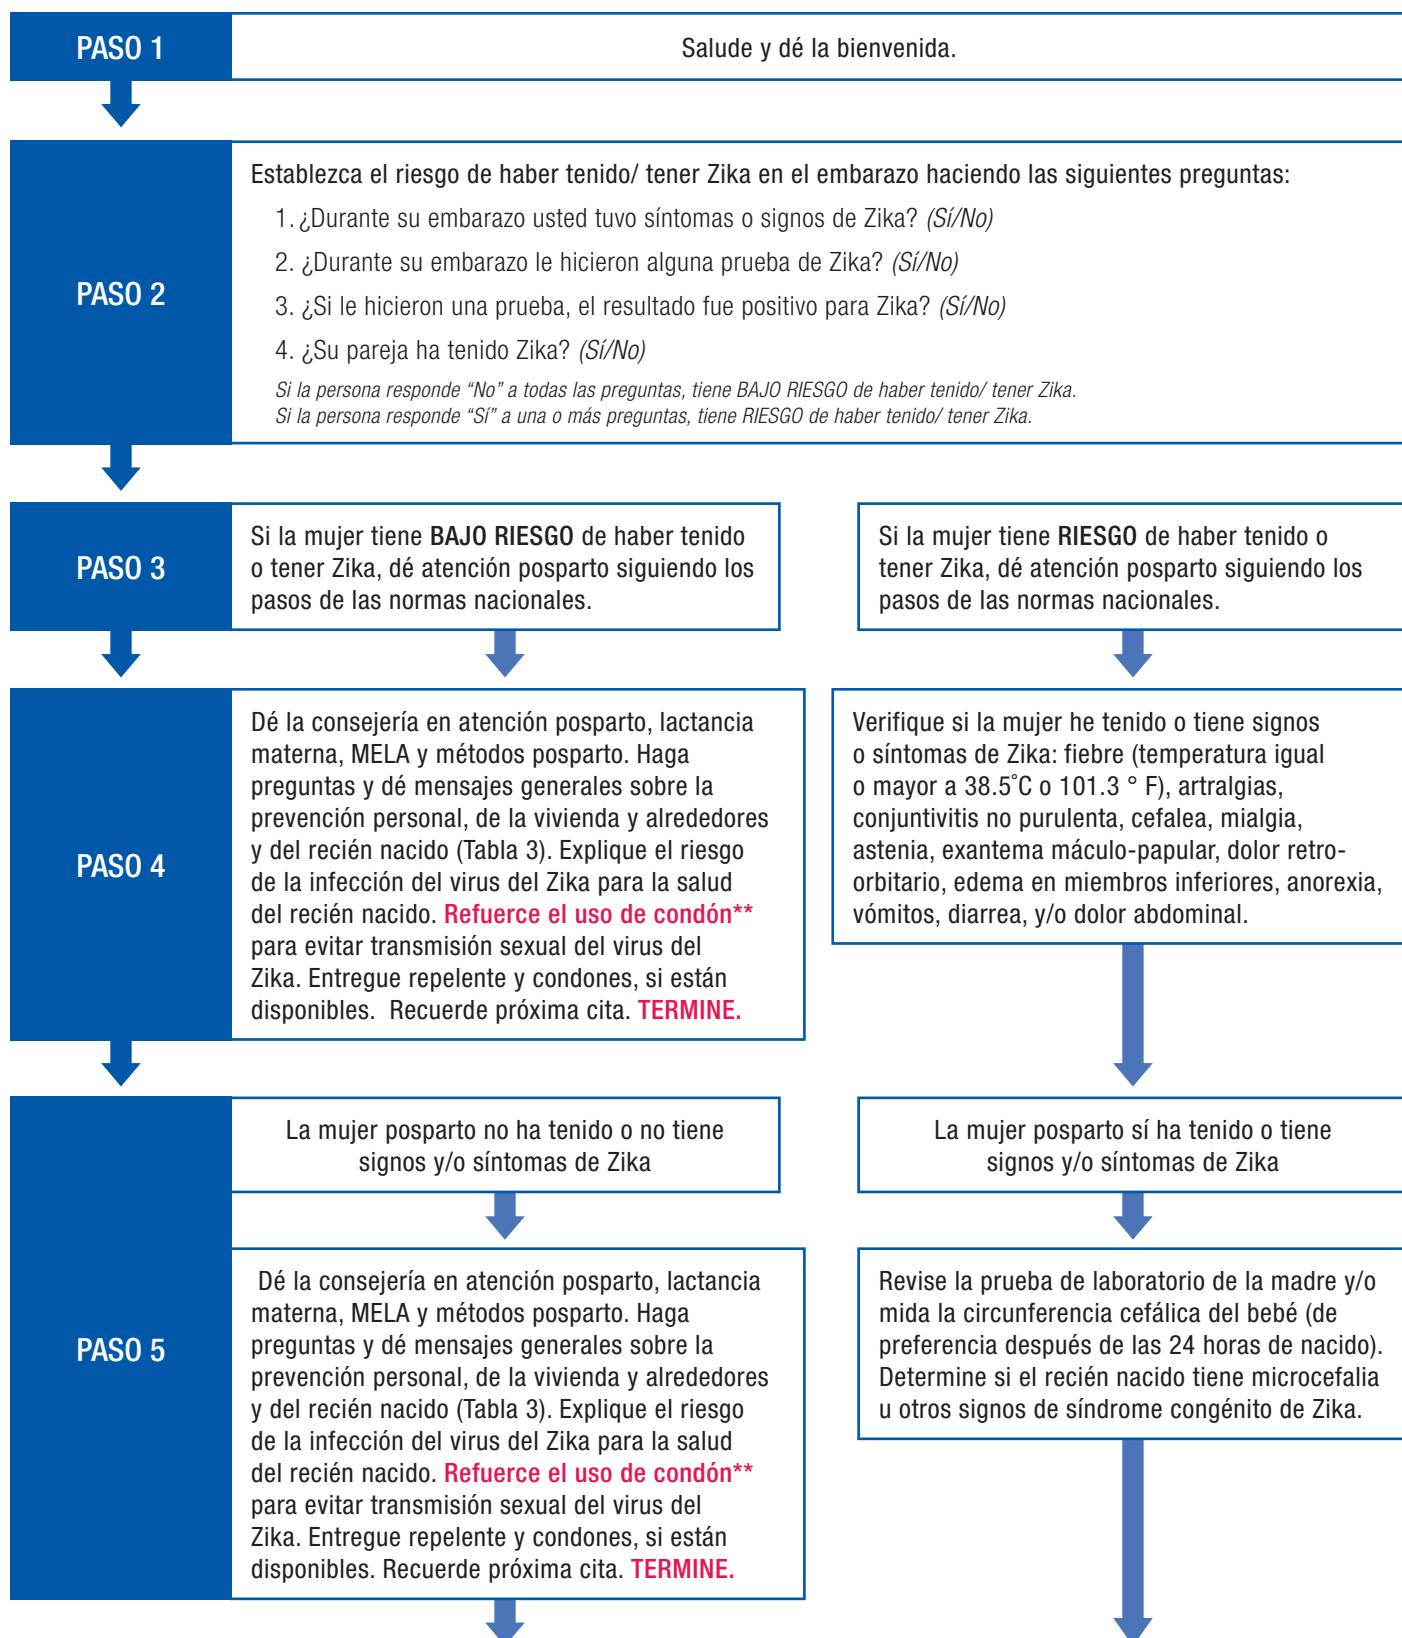 PASO 1
Salude y dé la bienvenida.
PASO 2
Establezca el riesgo de haber tenido/ tener Zika en el embarazo haciendo las siguientes preguntas:
1. ¿Durante su embarazo usted tuvo síntomas o signos de Zika? (Sí/No)
2. ¿Durante su embarazo le hicieron alguna prueba de Zika? (Sí/No)
3. ¿Si le hicieron una prueba, el resultado fue positivo para Zika? (Sí/No)
4. ¿Su pareja ha tenido Zika? (Sí/No)
Si la persona responde “No” a todas las preguntas, tiene BAJO RIESGO de haber tenido/ tener Zika.
Si la persona responde “Sí” a una o más preguntas, tiene RIESGO de haber tenido/ tener Zika.
PASO 3
Si la mujer tiene BAJO RIESGO de haber tenido
o tener Zika, dé atención posparto siguiendo los
pasos de las normas nacionales.
Si la mujer tiene RIESGO de haber tenido o
tener Zika, dé atención posparto siguiendo los
pasos de las normas nacionales.
PASO 4
Dé la consejería en atención posparto, lactancia
materna, MELA y métodos posparto. Haga
preguntas y dé mensajes generales sobre la
prevención personal, de la vivienda y alrededores
y del recién nacido (Tabla 3). Explique el riesgo
de la infección del virus del Zika para la salud
del recién nacido. Refuerce el uso de condón**
para evitar transmisión sexual del virus del
Zika. Entregue repelente y condones, si están
disponibles. Recuerde próxima cita. TERMINE.
Verifique si la mujer he tenido o tiene signos
o síntomas de Zika: fiebre (temperatura igual
o mayor a 38.5˚C o 101.3 ° F), artralgias,
conjuntivitis no purulenta, cefalea, mialgia,
astenia, exantema máculo-papular, dolor retro-
orbitario, edema en miembros inferiores, anorexia,
vómitos, diarrea, y/o dolor abdominal.
PASO 5
La mujer posparto no ha tenido o no tiene
signos y/o síntomas de Zika
La mujer posparto sí ha tenido o tiene
signos y/o síntomas de Zika
Dé la consejería en atención posparto, lactancia
materna, MELA y métodos posparto. Haga
preguntas y dé mensajes generales sobre la
prevención personal, de la vivienda y alrededores
y del recién nacido (Tabla 3). Explique el riesgo
de la infección del virus del Zika para la salud
del recién nacido. Refuerce el uso de condón**
para evitar transmisión sexual del virus del
Zika. Entregue repelente y condones, si están
disponibles. Recuerde próxima cita. TERMINE.
Revise la prueba de laboratorio de la madre y/o
mida la circunferencia cefálica del bebé (de
preferencia después de las 24 horas de nacido).
Determine si el recién nacido tiene microcefalia
u otros signos de síndrome congénito de Zika.